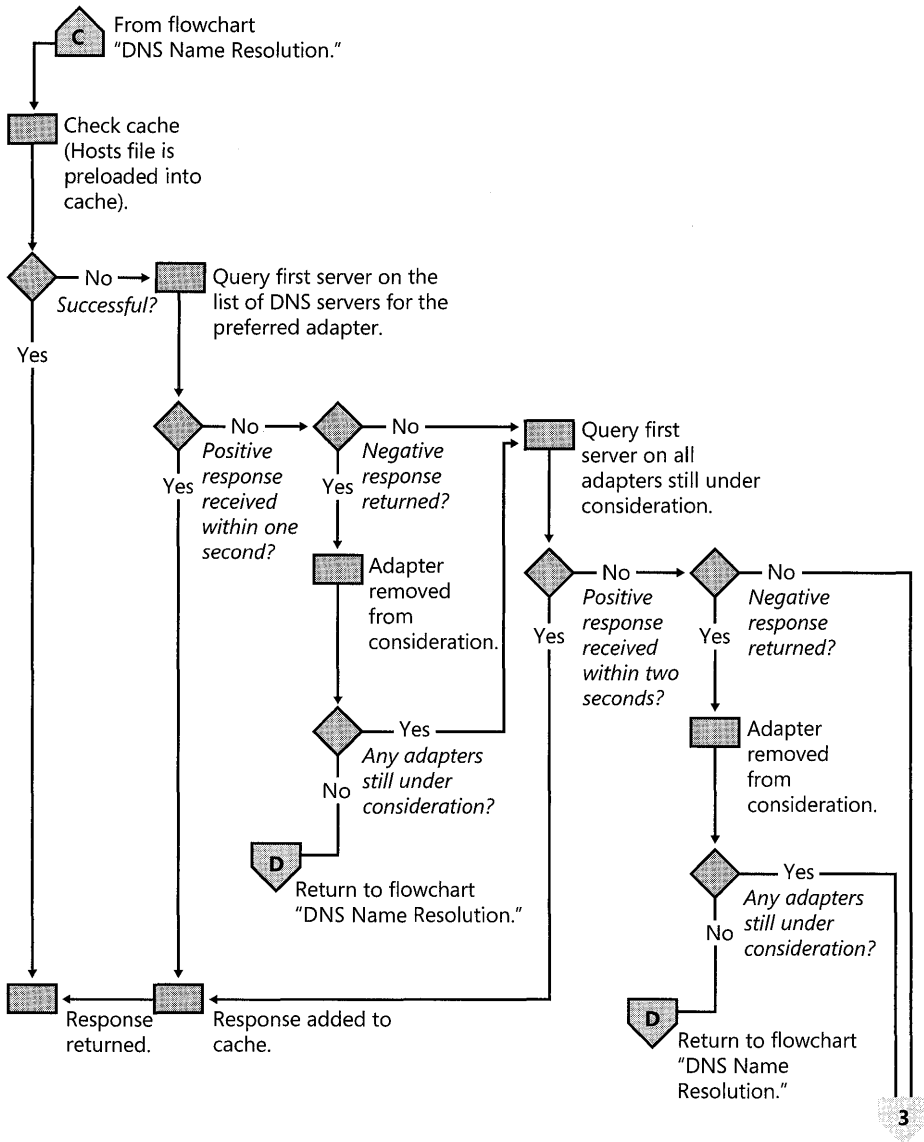 C
From flowchart
“DNS Name Resolution.”
Check cache
(Hosts file is
preloaded into
cache).
No
Successful?
Yes
Query first server on the
list of DNS servers for the
preferred adapter.
No
Positive
response
received
within one
second?
Yes
No
Negative
response
returned?
Yes
Query first
server on all
adapters still under
consideration.
Adapter
removed
from
consideration.
No
Positive
response
received
within two
seconds?
Yes
No
Negative
response
returned?
Yes
Yes
Any adapters
still under
consideration?
No
Adapter
removed
from
consideration.
D
Return to flowchart
“DNS Name Resolution.”
Yes
Any adapters
still under
consideration?
No
Response
returned.
Response added to
cache.
D
Return to flowchart
“DNS Name
Resolution.”
3